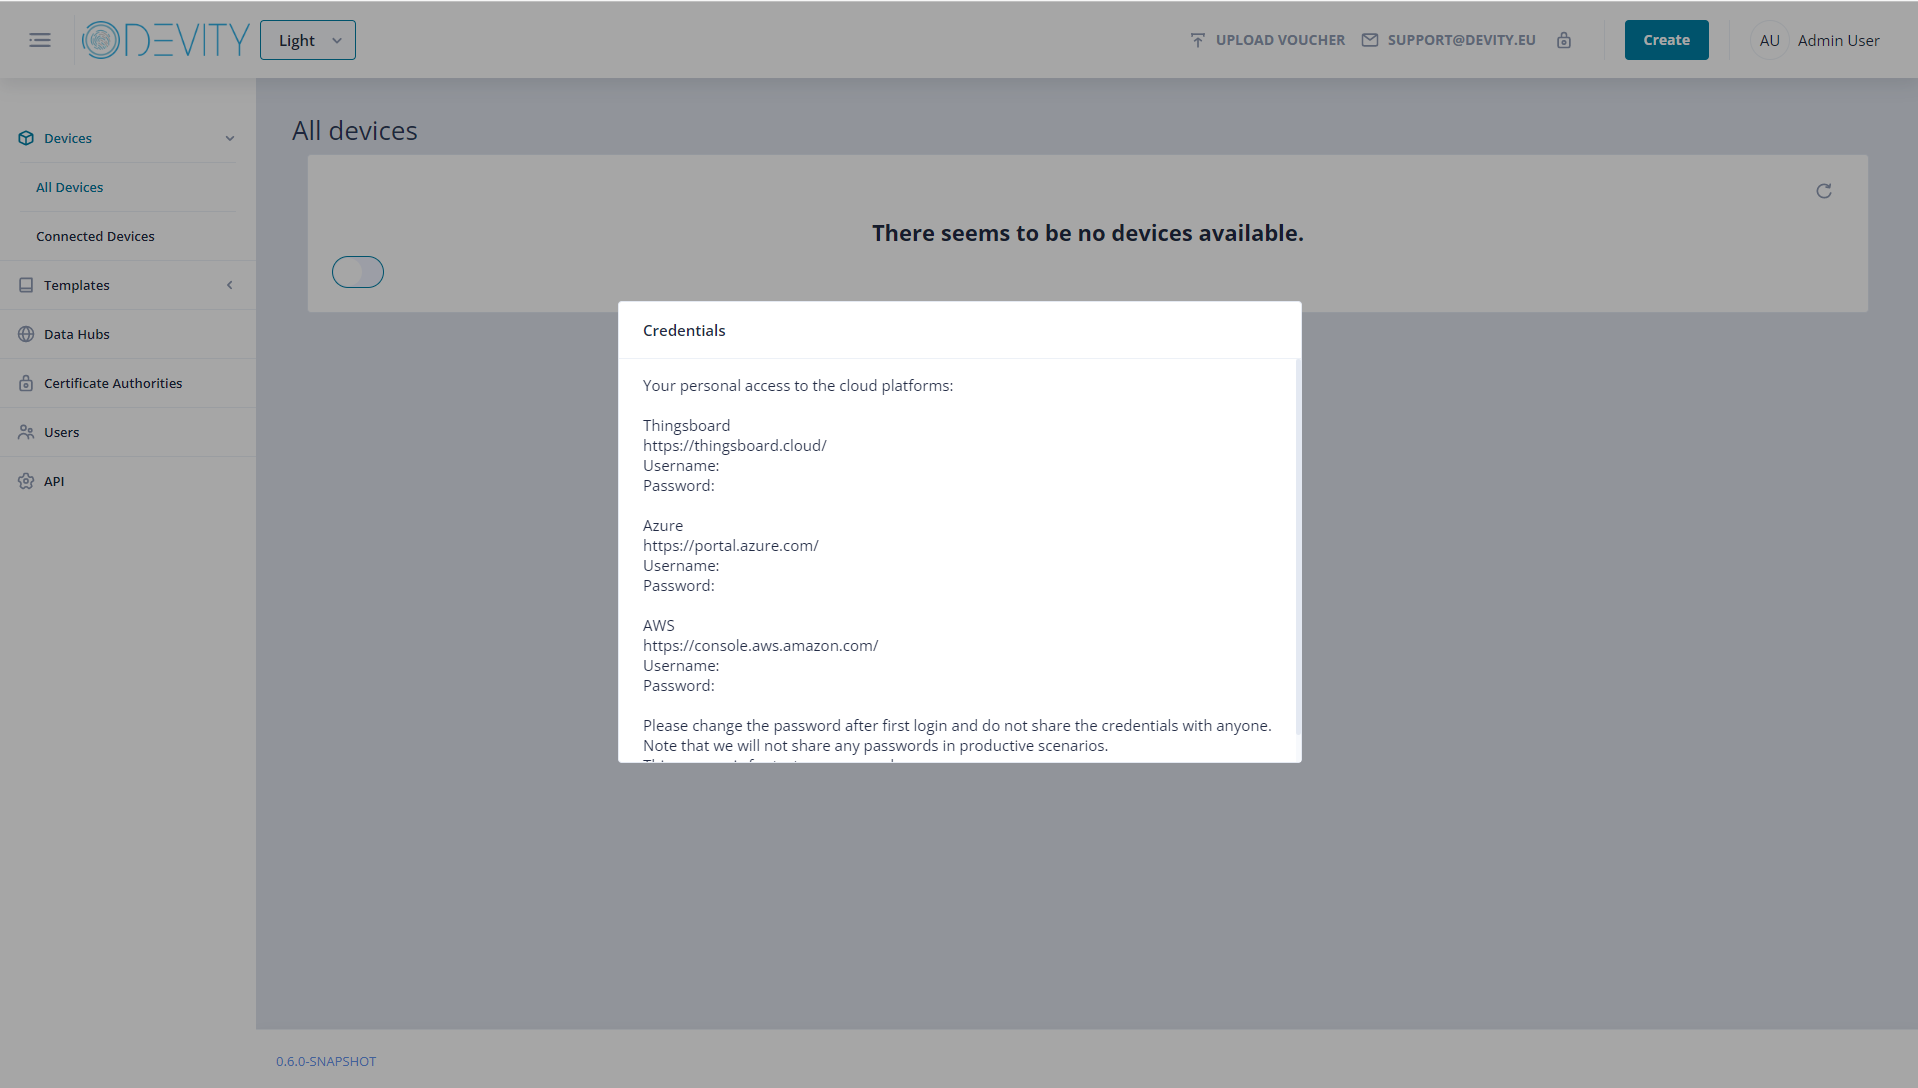 DEVITY
Light
UPLOAD VOUCHER
SUPPORT@DEVITY.EU
Create
AU
Admin User
Devices
All Devices
Connected Devices
Templates
Data Hubs
Certificate Authorities
Users
API
All devices
There seems to be no devices available.
Credentials
Your personal access to the cloud platforms:
Thingsboard
https://thingsboard.cloud/
Username:
Password:
Azure
https://portal.azure.com/
Username:
Password:
AWS
https://console.aws.amazon.com/
Username:
Password:
Please change the password after first login and do not share the credentials with anyone.
Note that we will not share any passwords in productive scenarios.
0.6.0-SNAPSHOT